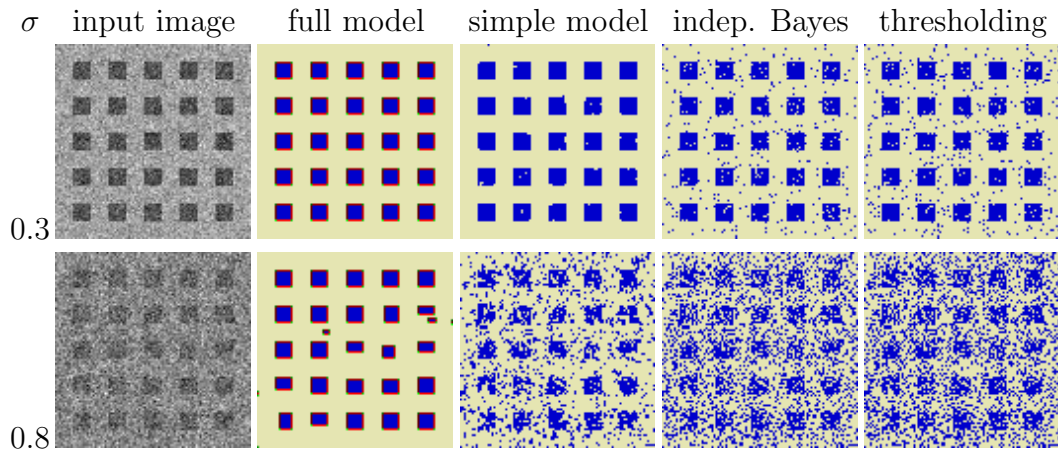 σ input image full model simple model indep. Bayes thresholding
0.3
0.8